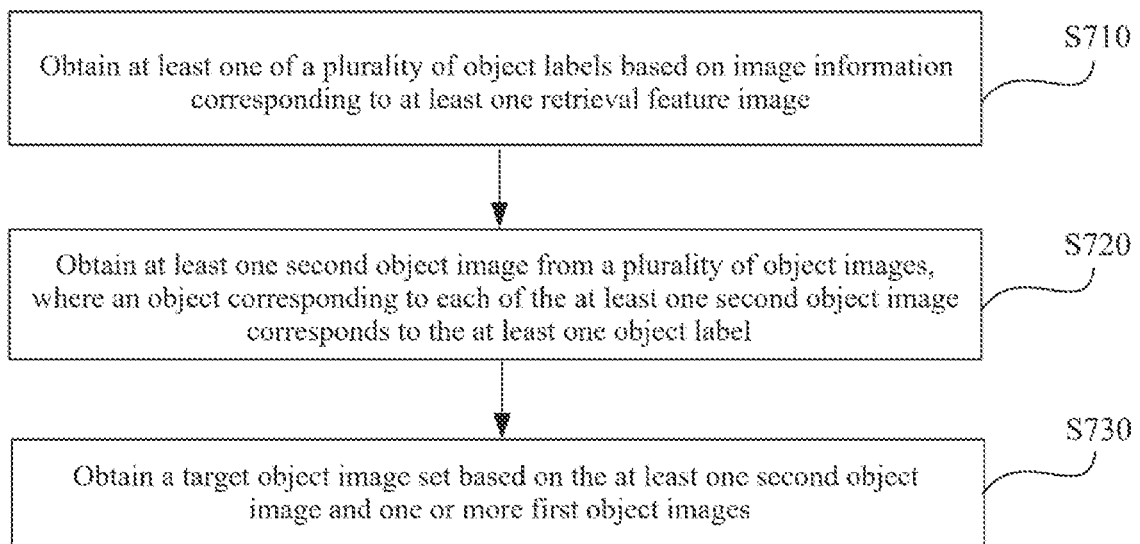 S710
Obtain at least one of a plurality of object labels based on image information
corresponding to at least one retrieval feature image
S720
Obtain at least one second object image from a plurality of object images,
where an object corresponding to each of the at least one second object image
corresponds to the at least one object label
S730
Obtain a target object image set based on the at least one second object
image and one or more first object images